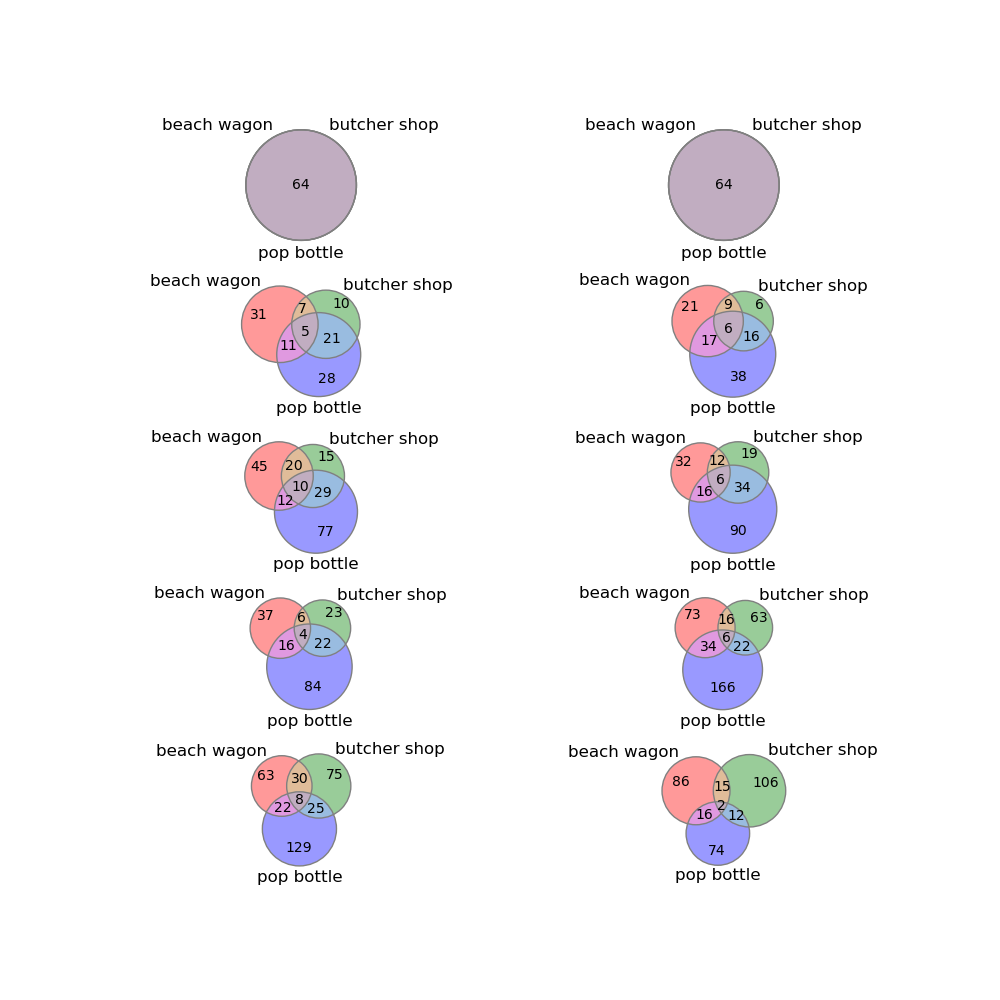 beach wagon butcher shop beach wagon butcher shop
64 64
pop bottle pop bottle
beach wagon butcher shop beach wagon butcher shop
31 7 10 21 9 6
5 6
11 21 17 16
28 38
pop bottle pop bottle
beach wagon butcher shop beach wagon butcher shop
45 20 15 32 12 19
10 6
12 29 16 34
77 90
pop bottle pop bottle
beach wagon butcher shop beach wagon butcher shop
37 6 23 73 16 63
4 6
16 22 34 22
84 166
pop bottle pop bottle
beach wagon butcher shop beach wagon butcher shop
63 30 75 86 15 106
8 2
22 25 16 12
129 74
pop bottle pop bottle